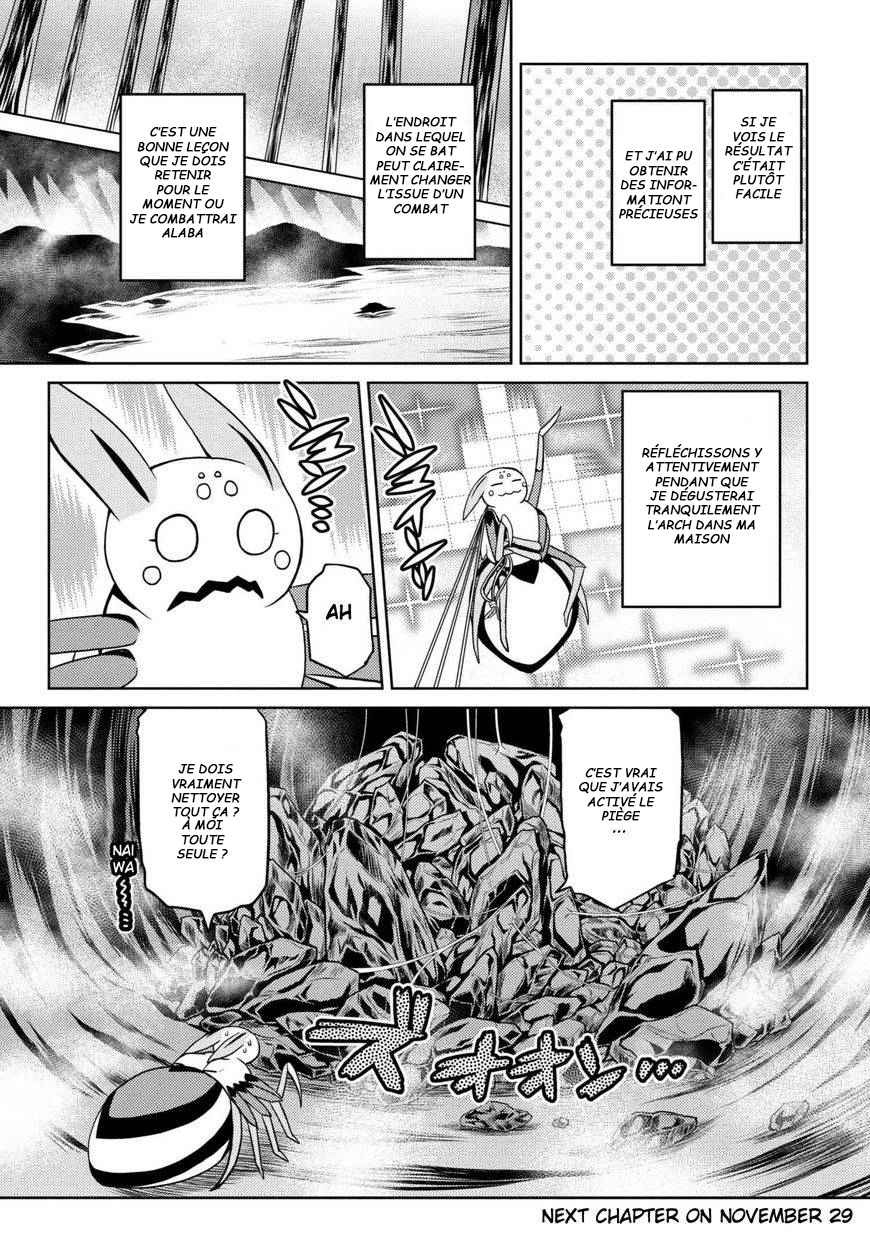 SI JE
VOIS LE
RÉSULTAT
C'ÉTAIT
PLUTÔT
FACILE
ET J'AI PU
OBTENIR
DES INFOR-
MATIONT
PRÉCIEUSES
L'ENDROIT
DANS LEQUEL
ON SE BAT
PEUT CLAIRE-
MENT CHANGER
L'ISSUE D'UN
COMBAT
C'EST UNE
BONNE LEÇON
QUE JE DOIS
RETENIR
POUR LE
MOMENT OU
JE COMBATTRAI
ALABA
RÉFLÉCHISSONS Y
ATTENTIVEMENT
PENDANT QUE
JE DÉGUSTERAI
TRANQUILEMENT
L'ARCH DANS MA
MAISON
AH
C'EST VRAI
QUE J'AVAIS
ACTIVÉ LE
PIÈGE
...
JE DOIS
VRAIMENT
NETTOYER
TOUT ÇA ?
À MOI
TOUTE
SEULE ?
NAI
WA
ズオオン...
NEXT CHAPTER ON NOVEMBER 29